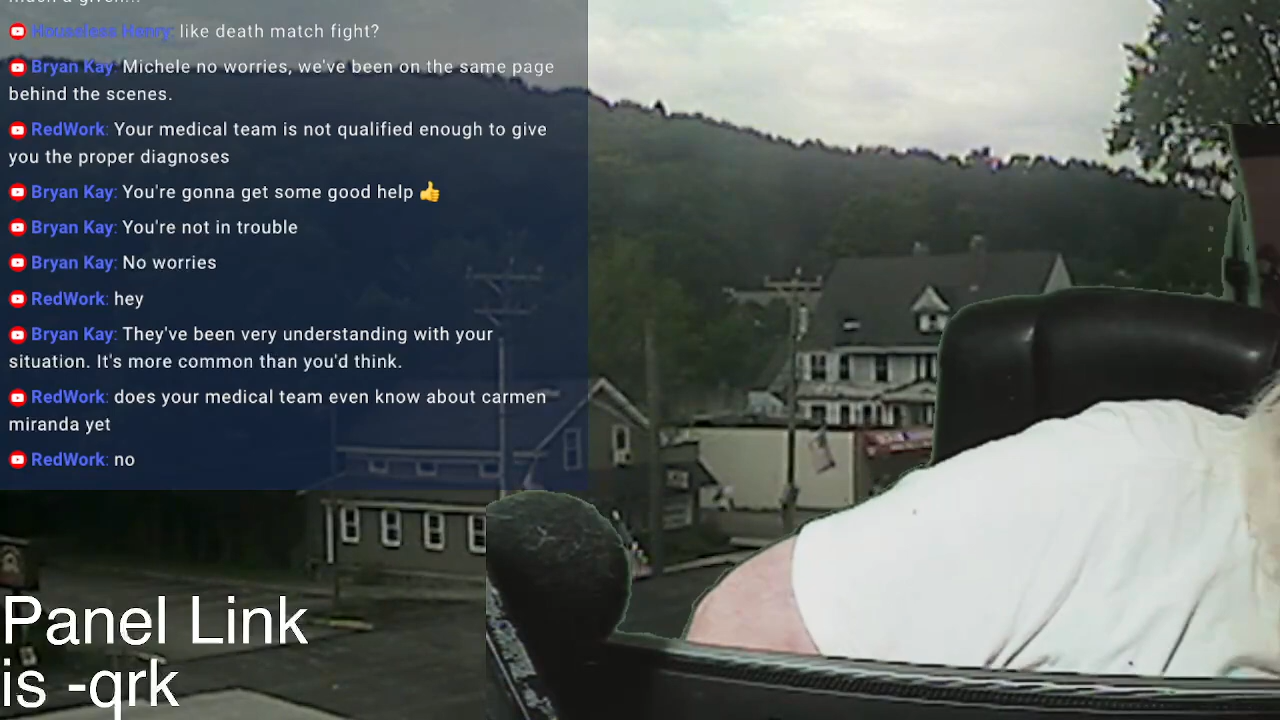 Houseless Henry: like death match fight?
Bryan Kay: Michele no worries, we've been on the same page
behind the scenes.
RedWork: Your medical team is not qualified enough to give
you the proper diagnoses
Bryan Kay: You're gonna get some good help 👍
Bryan Kay: You're not in trouble
Bryan Kay: No worries
RedWork: hey
Bryan Kay: They've been very understanding with your
situation. It's more common than you'd think.
RedWork: does your medical team even know about carmen
miranda yet
RedWork: no
Panel Link
is -qrk